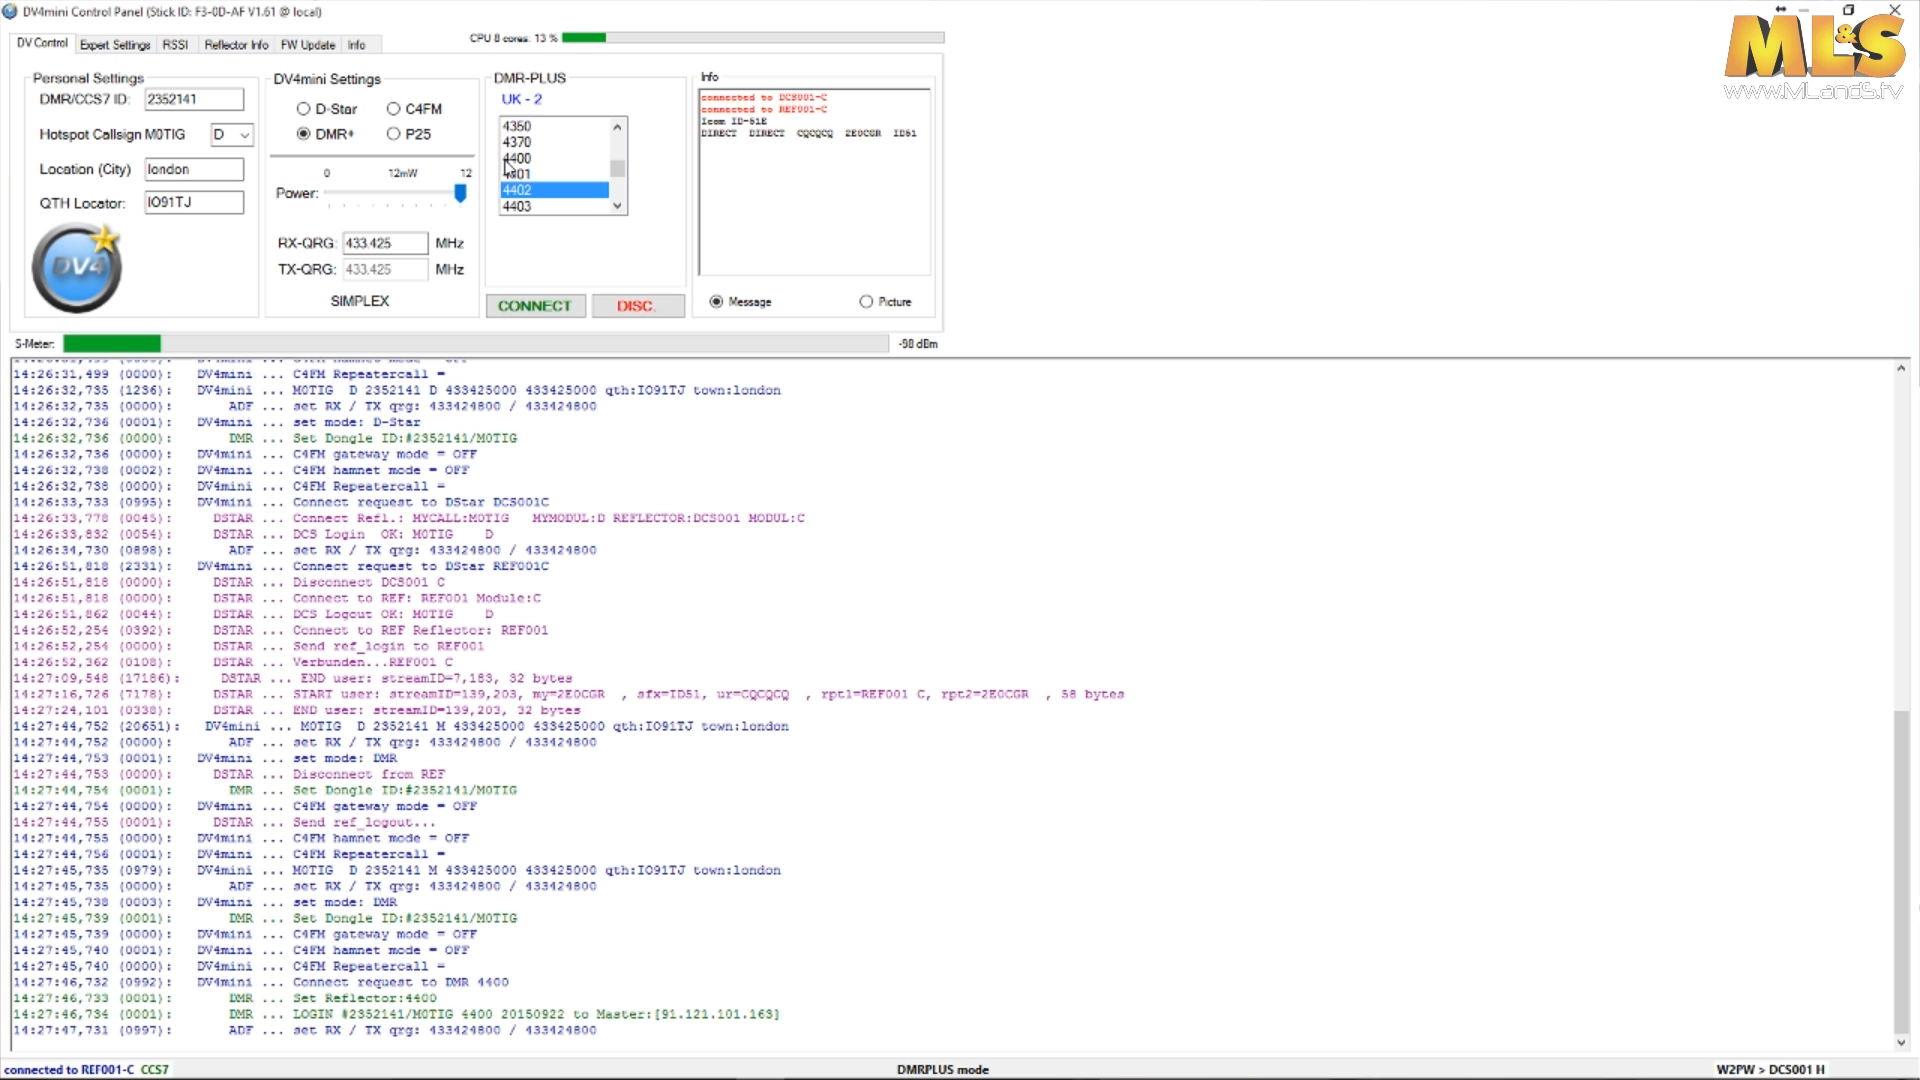 DV4mini Control Panel (Stick ID: F3-0D-AF V1.61 @ local)
DV Control Expert Settings RSSI Reflector Info FW Update Info
CPU 8 cores: 13 %
ML&S
www.MLandS.tv
Personal Settings
DMR/CCS7 ID: 2352141
Hotspot Callsign M0TIG D
Location (City) london
QTH Locator: IO91TJ
DV4
DV4mini Settings
D-Star C4FM
DMR+ P25
0 12mW 12
Power:
RX-QRG: 433.425 MHz
TX-QRG: 433.425 MHz
SIMPLEX
DMR-PLUS
UK - 2
4350
4370
4400
4401
4402
4403
CONNECT DISC.
Info
connected to DCS001-C
connected to REF001-C
Icom ID-51E
DIRECT DIRECT CQCQCQ 2E0CGR ID51
Message Picture
S-Meter: -98 dBm
14:26:31,499 (0000): DV4mini ... C4FM Repeatercall =
14:26:32,735 (1236): DV4mini ... M0TIG D 2352141 D 433425000 433425000 qth:IO91TJ town:london
14:26:32,735 (0000): ADF ... set RX / TX qrg: 433424800 / 433424800
14:26:32,736 (0001): DV4mini ... set mode: D-Star
14:26:32,736 (0000): DMR ... Set Dongle ID:#2352141/M0TIG
14:26:32,736 (0000): DV4mini ... C4FM gateway mode = OFF
14:26:32,738 (0002): DV4mini ... C4FM hamnet mode = OFF
14:26:32,738 (0000): DV4mini ... C4FM Repeatercall =
14:26:33,733 (0995): DV4mini ... Connect request to DStar DCS001C
14:26:33,778 (0045): DSTAR ... Connect Refl.: MYCALL:M0TIG MYMODUL:D REFLECTOR:DCS001 MODUL:C
14:26:33,832 (0054): DSTAR ... DCS Login OK: M0TIG D
14:26:34,730 (0898): ADF ... set RX / TX qrg: 433424800 / 433424800
14:26:51,818 (2331): DV4mini ... Connect request to DStar REF001C
14:26:51,818 (0000): DSTAR ... Disconnect DCS001 C
14:26:51,818 (0000): DSTAR ... Connect to REF: REF001 Module:C
14:26:51,862 (0044): DSTAR ... DCS Logout OK: M0TIG D
14:26:52,254 (0392): DSTAR ... Connect to REF Reflector: REF001
14:26:52,254 (0000): DSTAR ... Send ref_login to REF001
14:26:52,362 (0108): DSTAR ... Verbunden...REF001 C
14:27:09,548 (17186): DSTAR ... END user: streamID=7,183, 32 bytes
14:27:16,726 (7178): DSTAR ... START user: streamID=139,203, my=2E0CGR , sfx=ID51, ur=CQCQCQ , rpt1=REF001 C, rpt2=2E0CGR , 58 bytes
14:27:24,101 (0338): DSTAR ... END user: streamID=139,203, 32 bytes
14:27:44,752 (20651): DV4mini ... M0TIG D 2352141 M 433425000 433425000 qth:IO91TJ town:london
14:27:44,752 (0000): ADF ... set RX / TX qrg: 433424800 / 433424800
14:27:44,753 (0001): DV4mini ... set mode: DMR
14:27:44,753 (0000): DSTAR ... Disconnect from REF
14:27:44,754 (0001): DMR ... Set Dongle ID:#2352141/M0TIG
14:27:44,754 (0000): DV4mini ... C4FM gateway mode = OFF
14:27:44,755 (0001): DSTAR ... Send ref_logout...
14:27:44,755 (0000): DV4mini ... C4FM hamnet mode = OFF
14:27:44,756 (0001): DV4mini ... C4FM Repeatercall =
14:27:45,735 (0979): DV4mini ... M0TIG D 2352141 M 433425000 433425000 qth:IO91TJ town:london
14:27:45,735 (0000): ADF ... set RX / TX qrg: 433424800 / 433424800
14:27:45,738 (0003): DV4mini ... set mode: DMR
14:27:45,739 (0001): DMR ... Set Dongle ID:#2352141/M0TIG
14:27:45,739 (0000): DV4mini ... C4FM gateway mode = OFF
14:27:45,740 (0001): DV4mini ... C4FM hamnet mode = OFF
14:27:45,740 (0000): DV4mini ... C4FM Repeatercall =
14:27:46,732 (0992): DV4mini ... Connect request to DMR 4400
14:27:46,733 (0001): DMR ... Set Reflector:4400
14:27:46,734 (0001): DMR ... LOGIN #2352141/M0TIG 4400 20150922 to Master:[91.121.101.163]
14:27:47,731 (0997): ADF ... set RX / TX qrg: 433424800 / 433424800
connected to REF001-C CCS7 DMRPLUS mode W2PW > DCS001 H